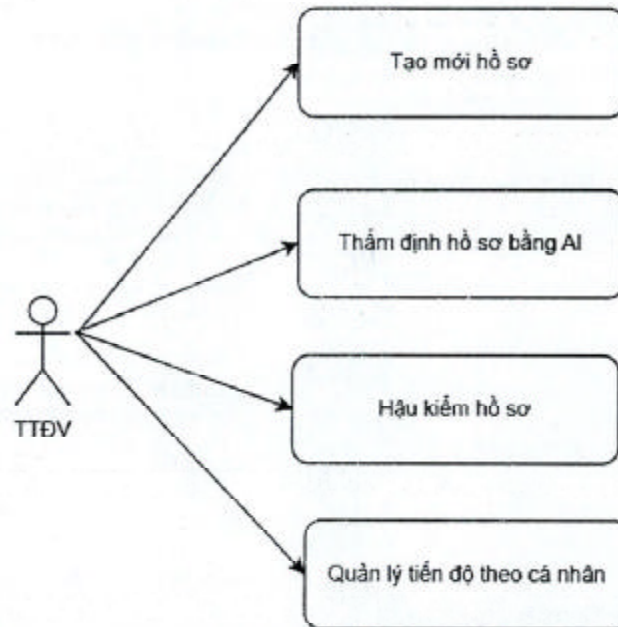 Tạo mới hồ sơ
Thẩm định hồ sơ bằng AI
TTĐV
Hậu kiểm hồ sơ
Quản lý tiến độ theo cá nhân